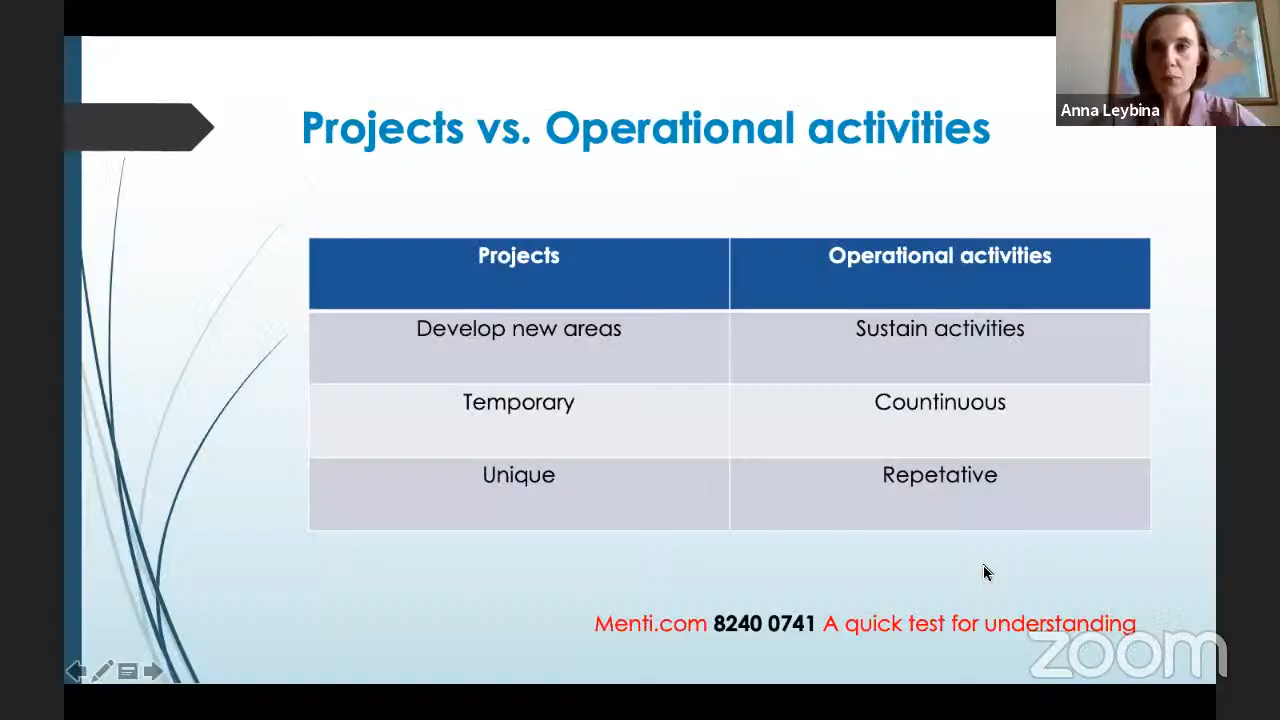 Projects vs. Operational activities
Anna Leybina
Projects Operational activities
Develop new areas Sustain activities
Temporary Countinuous
Unique Repetative
Menti.com 8240 0741 A quick test for understanding
zoom